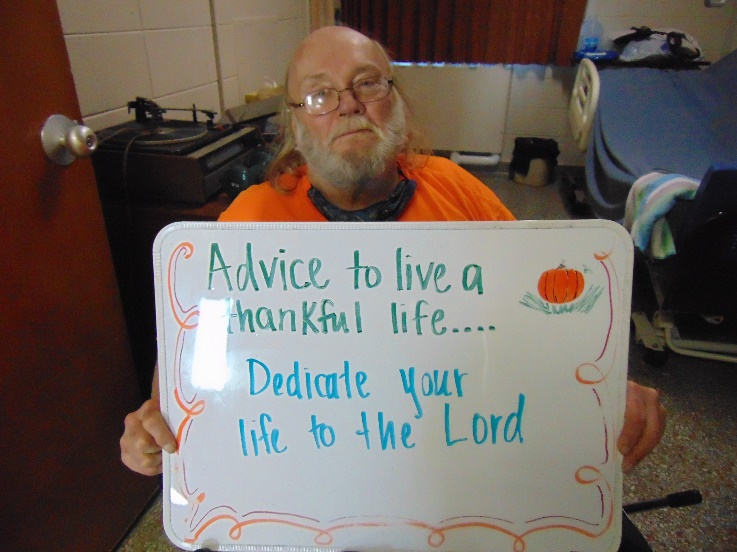 Advice to live a
thankful life....
Dedicate your
life to the Lord